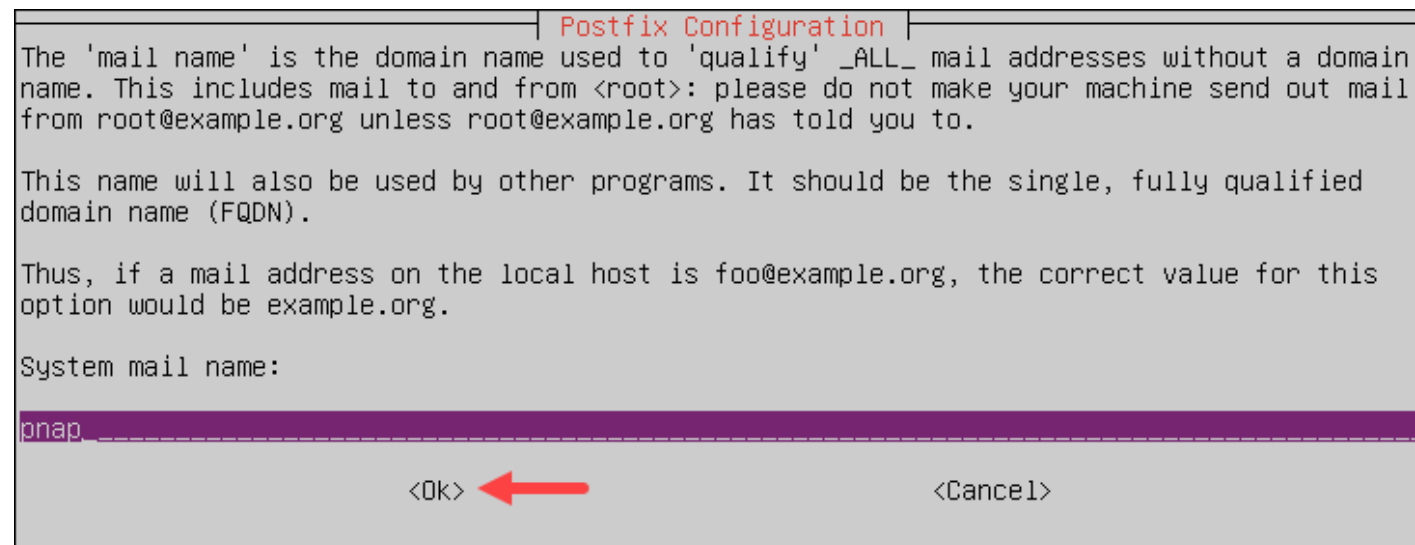 Postfix Configuration
The 'mail name' is the domain name used to 'qualify' _ALL_ mail addresses without a domain
name. This includes mail to and from <root>: please do not make your machine send out mail
from root@example.org unless root@example.org has told you to.
This name will also be used by other programs. It should be the single, fully qualified
domain name (FQDN).
Thus, if a mail address on the local host is foo@example.org, the correct value for this
option would be example.org.
System mail name:
pnap
<Ok> <Cancel>